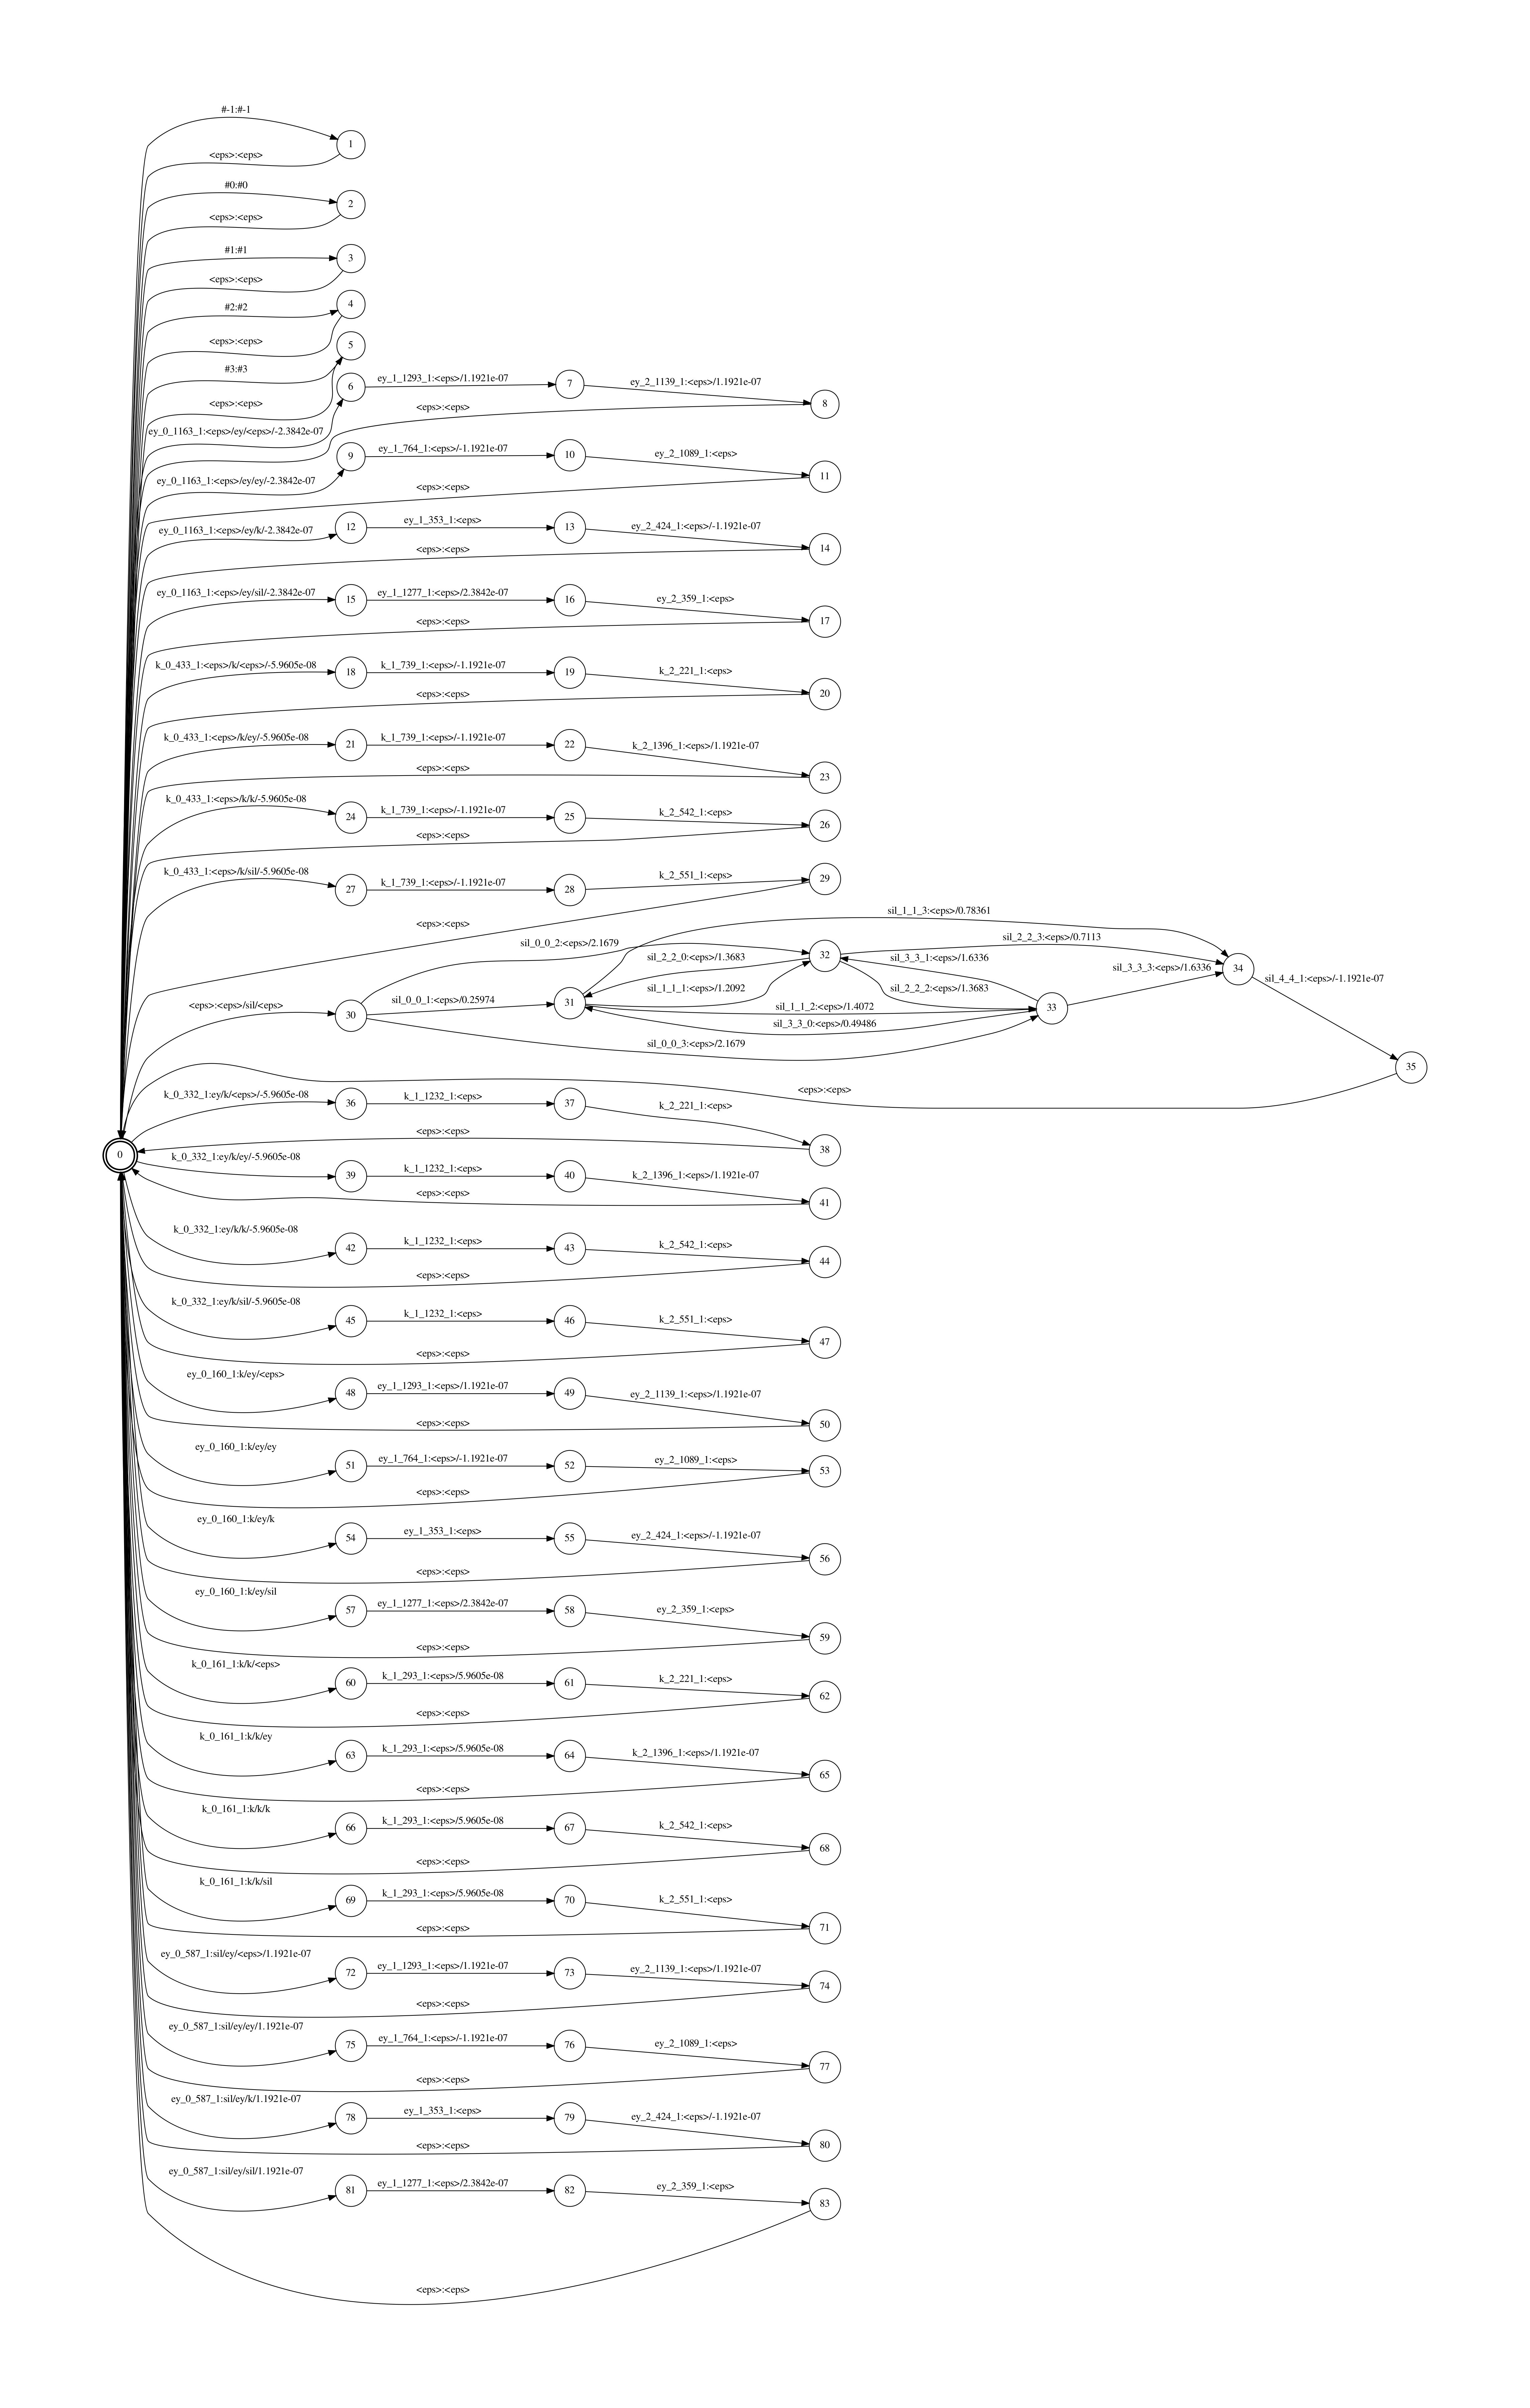 #-1:#-1
1
<eps>:<eps>
#0:#0
2
<eps>:<eps>
#1:#1
3
<eps>:<eps>
4
#2:#2
<eps>:<eps>
5
#3:#3
<eps>:<eps>
ey_0_1163_1:<eps>/ey/<eps>/-2.3842e-07
6
ey_1_1293_1:<eps>/1.1921e-07
7
ey_2_1139_1:<eps>/1.1921e-07
8
<eps>:<eps>
ey_0_1163_1:<eps>/ey/ey/-2.3842e-07
9
ey_1_764_1:<eps>/-1.1921e-07
10
ey_2_1089_1:<eps>
11
<eps>:<eps>
ey_0_1163_1:<eps>/ey/k/-2.3842e-07
12
ey_1_353_1:<eps>
13
ey_2_424_1:<eps>/-1.1921e-07
14
<eps>:<eps>
ey_0_1163_1:<eps>/ey/sil/-2.3842e-07
15
ey_1_1277_1:<eps>/2.3842e-07
16
ey_2_359_1:<eps>
17
<eps>:<eps>
k_0_433_1:<eps>/k/<eps>/-5.9605e-08
18
k_1_739_1:<eps>/-1.1921e-07
19
k_2_221_1:<eps>
20
<eps>:<eps>
k_0_433_1:<eps>/k/ey/-5.9605e-08
21
k_1_739_1:<eps>/-1.1921e-07
22
k_2_1396_1:<eps>/1.1921e-07
23
<eps>:<eps>
k_0_433_1:<eps>/k/k/-5.9605e-08
24
k_1_739_1:<eps>/-1.1921e-07
25
k_2_542_1:<eps>
26
<eps>:<eps>
k_0_433_1:<eps>/k/sil/-5.9605e-08
27
k_1_739_1:<eps>/-1.1921e-07
28
k_2_551_1:<eps>
29
<eps>:<eps>
<eps>:<eps>/sil/<eps>
30
sil_0_0_2:<eps>/2.1679
sil_0_0_1:<eps>/0.25974
sil_0_0_3:<eps>/2.1679
31
sil_1_1_3:<eps>/0.78361
sil_2_2_0:<eps>/1.3683
sil_1_1_1:<eps>/1.2092
sil_1_1_2:<eps>/1.4072
sil_3_3_0:<eps>/0.49486
32
sil_2_2_3:<eps>/0.7113
sil_3_3_1:<eps>/1.6336
sil_2_2_2:<eps>/1.3683
33
sil_3_3_3:<eps>/1.6336
34
sil_4_4_1:<eps>/-1.1921e-07
35
<eps>:<eps>
0
k_0_332_1:ey/k/<eps>/-5.9605e-08
36
k_1_1232_1:<eps>
37
k_2_221_1:<eps>
38
<eps>:<eps>
k_0_332_1:ey/k/ey/-5.9605e-08
39
k_1_1232_1:<eps>
40
k_2_1396_1:<eps>/1.1921e-07
41
<eps>:<eps>
k_0_332_1:ey/k/k/-5.9605e-08
42
k_1_1232_1:<eps>
43
k_2_542_1:<eps>
44
<eps>:<eps>
k_0_332_1:ey/k/sil/-5.9605e-08
45
k_1_1232_1:<eps>
46
k_2_551_1:<eps>
47
<eps>:<eps>
ey_0_160_1:k/ey/<eps>
48
ey_1_1293_1:<eps>/1.1921e-07
49
ey_2_1139_1:<eps>/1.1921e-07
50
<eps>:<eps>
ey_0_160_1:k/ey/ey
51
ey_1_764_1:<eps>/-1.1921e-07
52
ey_2_1089_1:<eps>
53
<eps>:<eps>
ey_0_160_1:k/ey/k
54
ey_1_353_1:<eps>
55
ey_2_424_1:<eps>/-1.1921e-07
56
<eps>:<eps>
ey_0_160_1:k/ey/sil
57
ey_1_1277_1:<eps>/2.3842e-07
58
ey_2_359_1:<eps>
59
<eps>:<eps>
k_0_161_1:k/k/<eps>
60
k_1_293_1:<eps>/5.9605e-08
61
k_2_221_1:<eps>
62
<eps>:<eps>
k_0_161_1:k/k/ey
63
k_1_293_1:<eps>/5.9605e-08
64
k_2_1396_1:<eps>/1.1921e-07
65
<eps>:<eps>
k_0_161_1:k/k/k
66
k_1_293_1:<eps>/5.9605e-08
67
k_2_542_1:<eps>
68
<eps>:<eps>
k_0_161_1:k/k/sil
69
k_1_293_1:<eps>/5.9605e-08
70
k_2_551_1:<eps>
71
<eps>:<eps>
ey_0_587_1:sil/ey/<eps>/1.1921e-07
72
ey_1_1293_1:<eps>/1.1921e-07
73
ey_2_1139_1:<eps>/1.1921e-07
74
<eps>:<eps>
ey_0_587_1:sil/ey/ey/1.1921e-07
75
ey_1_764_1:<eps>/-1.1921e-07
76
ey_2_1089_1:<eps>
77
<eps>:<eps>
ey_0_587_1:sil/ey/k/1.1921e-07
78
ey_1_353_1:<eps>
79
ey_2_424_1:<eps>/-1.1921e-07
80
<eps>:<eps>
ey_0_587_1:sil/ey/sil/1.1921e-07
81
ey_1_1277_1:<eps>/2.3842e-07
82
ey_2_359_1:<eps>
83
<eps>:<eps>